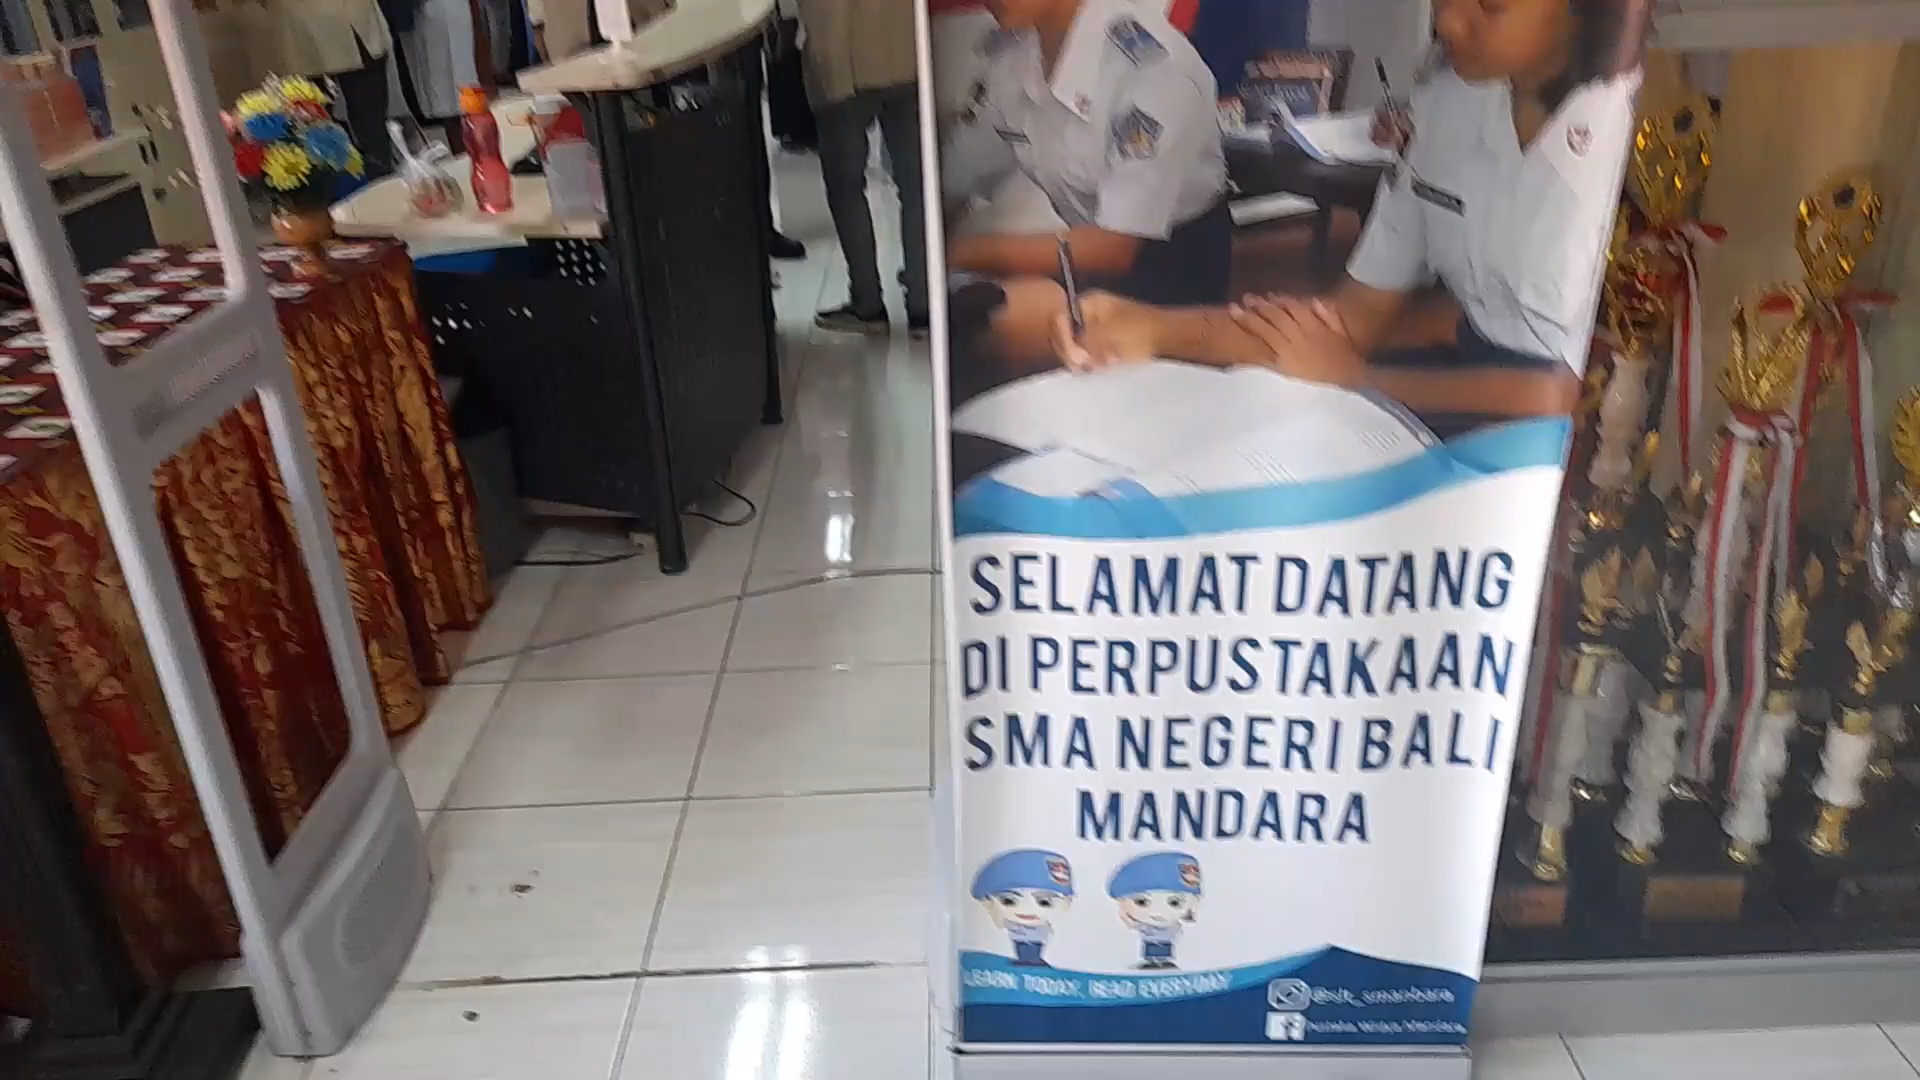 SELAMAT DATANG
DI PERPUSTAKAAN
SMA NEGERI BALI
MANDARA
LEARN TODAY, READ EVERYDAY